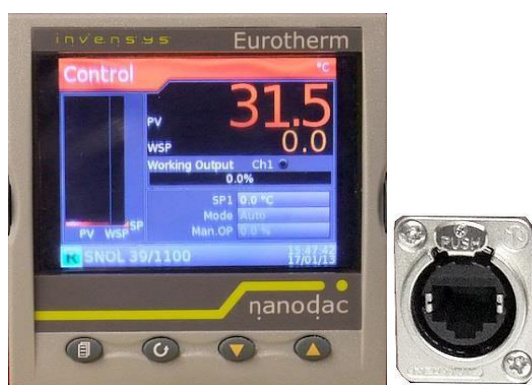 invensys Eurotherm
Control °C
PV 31.5
WSP 0.0
Working Output Ch1
0.0%
SP1 0.0 °C
Mode Auto
Man.OP 0.0 %
PV WSP SP
SNOL 39/1100 15:47:42
17/01/13
nanodac
PUSH